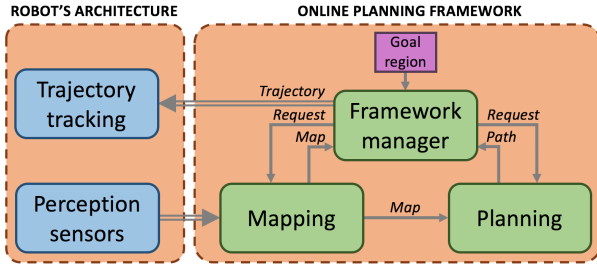 ROBOT'S ARCHITECTURE
ONLINE PLANNING FRAMEWORK
Goal
region
Trajectory
tracking
Trajectory
Framework
manager
Request
Map
Request
Path
Perception
sensors
Mapping
Map
Planning